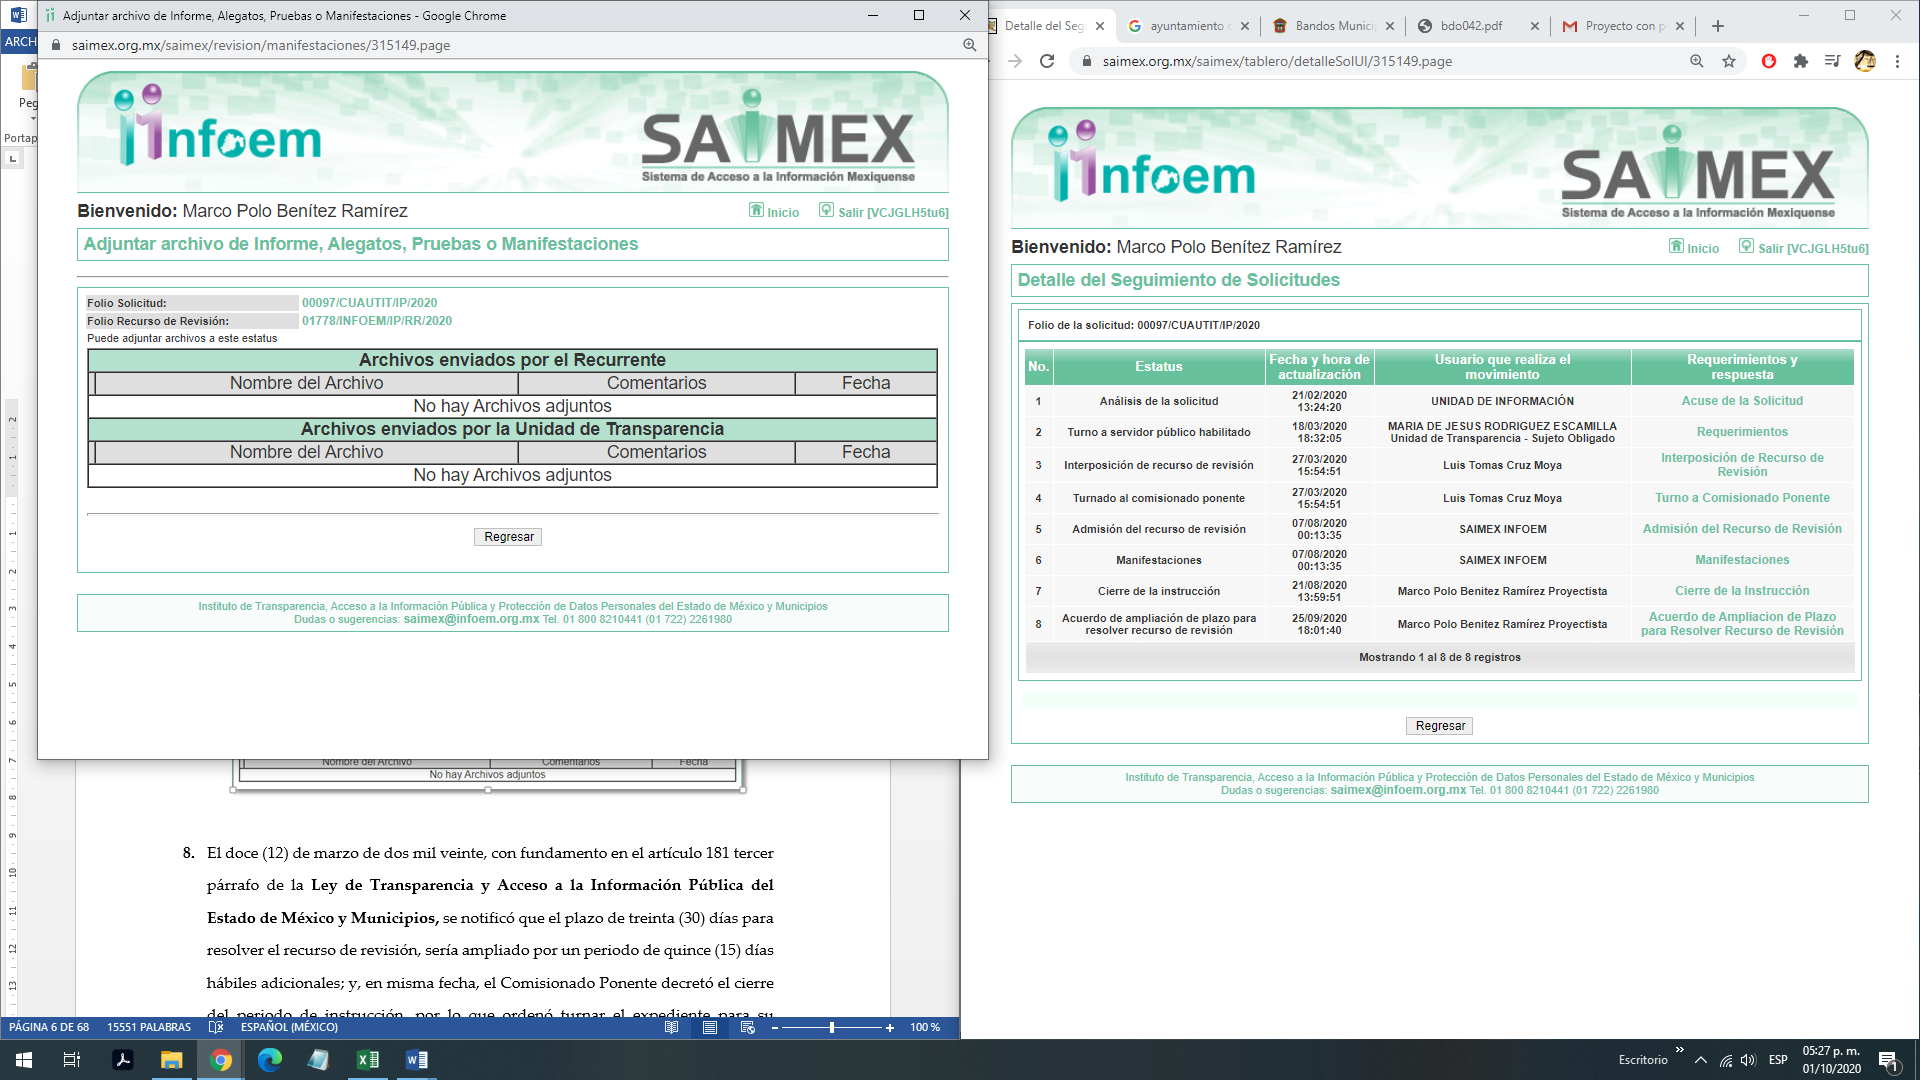 Adjuntar archivo de Informe, Alegatos, Pruebas o Manifestaciones - Google Chrome
saimex.org.mx/saimex/revision/manifestaciones/315149.page
infoem
SAIMEX
Sistema de Acceso a la Información Mexiquense
Bienvenido: Marco Polo Benítez Ramírez
Inicio
Salir [VCJGLH5tu6]
Adjuntar archivo de Informe, Alegatos, Pruebas o Manifestaciones
Folio Solicitud: 00097/CUAUTIT/IP/2020
Folio Recurso de Revisión: 01778/INFOEM/IP/RR/2020
Puede adjuntar archivos a este estatus
Archivos enviados por el Recurrente
Nombre del Archivo Comentarios Fecha
No hay Archivos adjuntos
Archivos enviados por la Unidad de Transparencia
Nombre del Archivo Comentarios Fecha
No hay Archivos adjuntos
Regresar
Instituto de Transparencia, Acceso a la Información Pública y Protección de Datos Personales del Estado de México y Municipios
Dudas o sugerencias: saimex@infoem.org.mx Tel. 01 800 8210441 (01 722) 2261980
ARCH
Peg
Portap
Nombre del Archivo Comentarios Fecha
No hay Archivos adjuntos
8. El doce (12) de marzo de dos mil veinte, con fundamento en el artículo 181 tercer
párrafo de la Ley de Transparencia y Acceso a la Información Pública del
Estado de México y Municipios, se notificó que el plazo de treinta (30) días para
resolver el recurso de revisión, sería ampliado por un periodo de quince (15) días
hábiles adicionales; y, en misma fecha, el Comisionado Ponente decretó el cierre
del periodo de instrucción, por lo que ordenó turnar el expediente para su
PÁGINA 6 DE 68 15551 PALABRAS ESPAÑOL (MÉXICO) 100 %
Detalle del Seg
ayuntamiento
Bandos Munici
bdo042.pdf
Proyecto con p
saimex.org.mx/saimex/tablero/detalleSolUI/315149.page
infoem
SAIMEX
Sistema de Acceso a la Información Mexiquense
Bienvenido: Marco Polo Benítez Ramírez
Inicio
Salir [VCJGLH5tu6]
Detalle del Seguimiento de Solicitudes
Folio de la solicitud: 00097/CUAUTIT/IP/2020
No. Estatus Fecha y hora de actualización Usuario que realiza el movimiento Requerimientos y respuesta
1 Análisis de la solicitud 21/02/2020 13:24:20 UNIDAD DE INFORMACIÓN Acuse de la Solicitud
2 Turno a servidor público habilitado 18/03/2020 18:32:05 MARIA DE JESUS RODRIGUEZ ESCAMILLA Unidad de Transparencia - Sujeto Obligado Requerimientos
3 Interposición de recurso de revisión 27/03/2020 15:54:51 Luis Tomas Cruz Moya Interposición de Recurso de Revisión
4 Turnado al comisionado ponente 27/03/2020 15:54:51 Luis Tomas Cruz Moya Turno a Comisionado Ponente
5 Admisión del recurso de revisión 07/08/2020 00:13:35 SAIMEX INFOEM Admisión del Recurso de Revisión
6 Manifestaciones 07/08/2020 00:13:35 SAIMEX INFOEM Manifestaciones
7 Cierre de la instrucción 21/08/2020 13:59:51 Marco Polo Benitez Ramírez Proyectista Cierre de la Instrucción
8 Acuerdo de ampliación de plazo para resolver recurso de revisión 25/09/2020 18:01:40 Marco Polo Benitez Ramírez Proyectista Acuerdo de Ampliacion de Plazo para Resolver Recurso de Revisión
Mostrando 1 al 8 de 8 registros
Regresar
Instituto de Transparencia, Acceso a la Información Pública y Protección de Datos Personales del Estado de México y Municipios
Dudas o sugerencias: saimex@infoem.org.mx Tel. 01 800 8210441 (01 722) 2261980
Escritorio
ESP
05:27 p. m.
01/10/2020
1